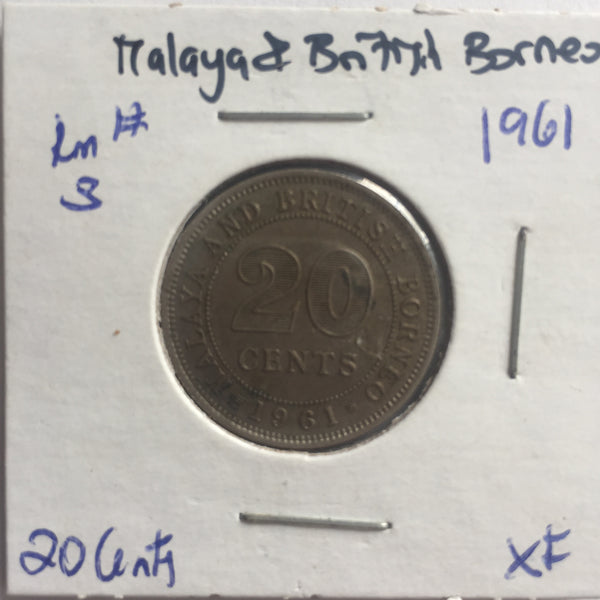 Malaya & British Borneo
Km #
3
1961
MALAYA AND BRITISH BORNEO
20
CENTS
1961
20 Cents
XF